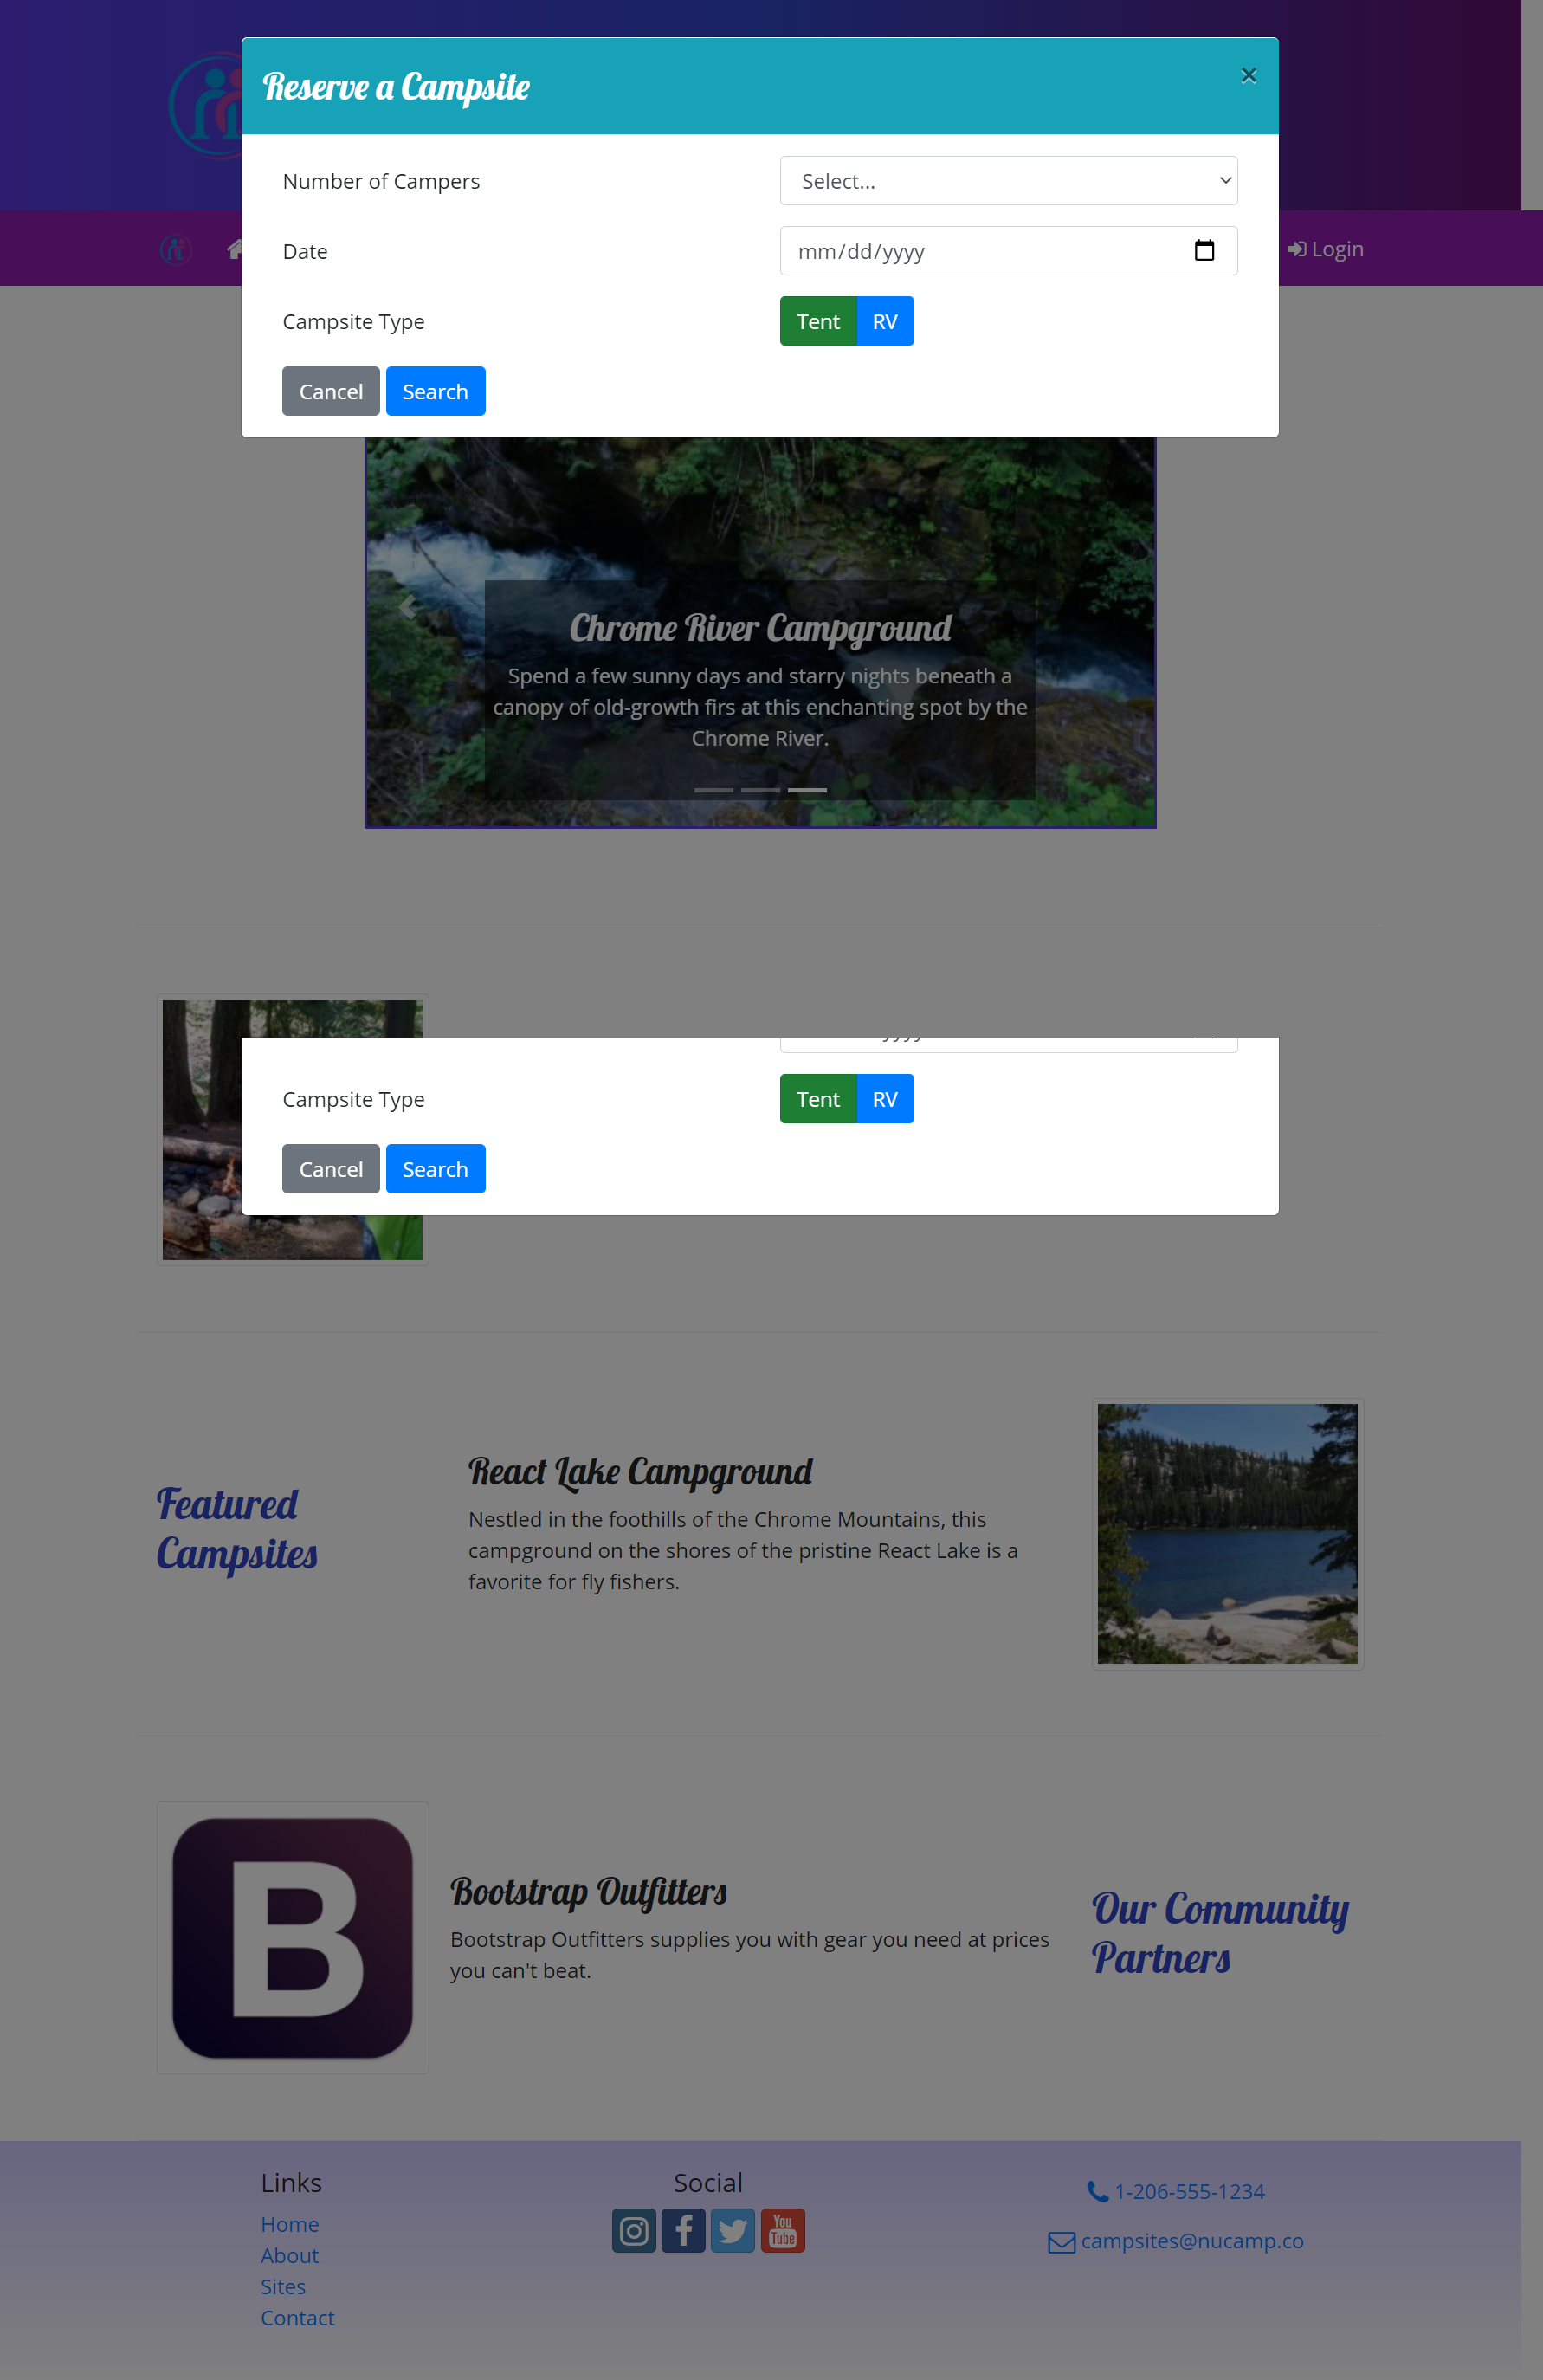 Reserve a Campsite
×
Number of Campers
Select...
Date
mm/dd/yyyy
Login
Campsite Type
Tent RV
Cancel Search
Chrome River Campground
Spend a few sunny days and starry nights beneath a
canopy of old-growth firs at this enchanting spot by the
Chrome River.
Campsite Type
Tent RV
Cancel Search
React Lake Campground
Nestled in the foothills of the Chrome Mountains, this
campground on the shores of the pristine React Lake is a
favorite for fly fishers.
Featured
Campsites
B
Bootstrap Outfitters
Bootstrap Outfitters supplies you with gear you need at prices
you can't beat.
Our Community
Partners
Links
Home
About
Sites
Contact
Social
You
Tube
1-206-555-1234
campsites@nucamp.co